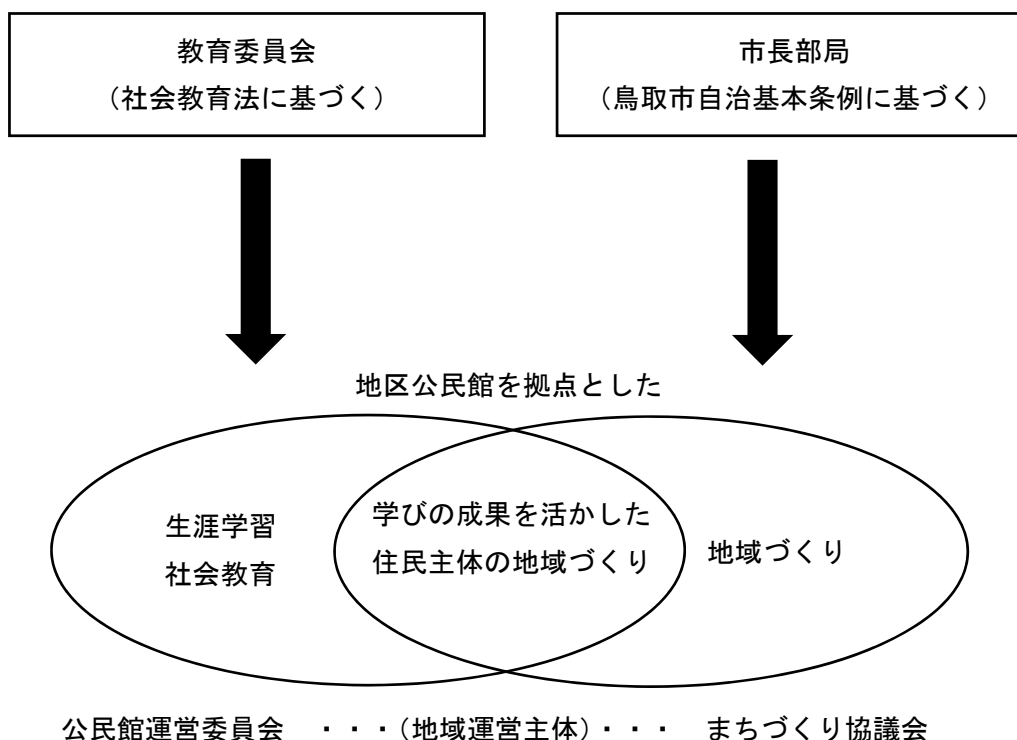 教育委員会
（社会教育法に基づく）
市長部局
（鳥取市自治基本条例に基づく）
地区公民館を拠点とした
生涯学習
社会教育
学びの成果を活かした
住民主体の地域づくり
地域づくり
公民館運営委員会　・・・（地域運営主体）・・・　まちづくり協議会